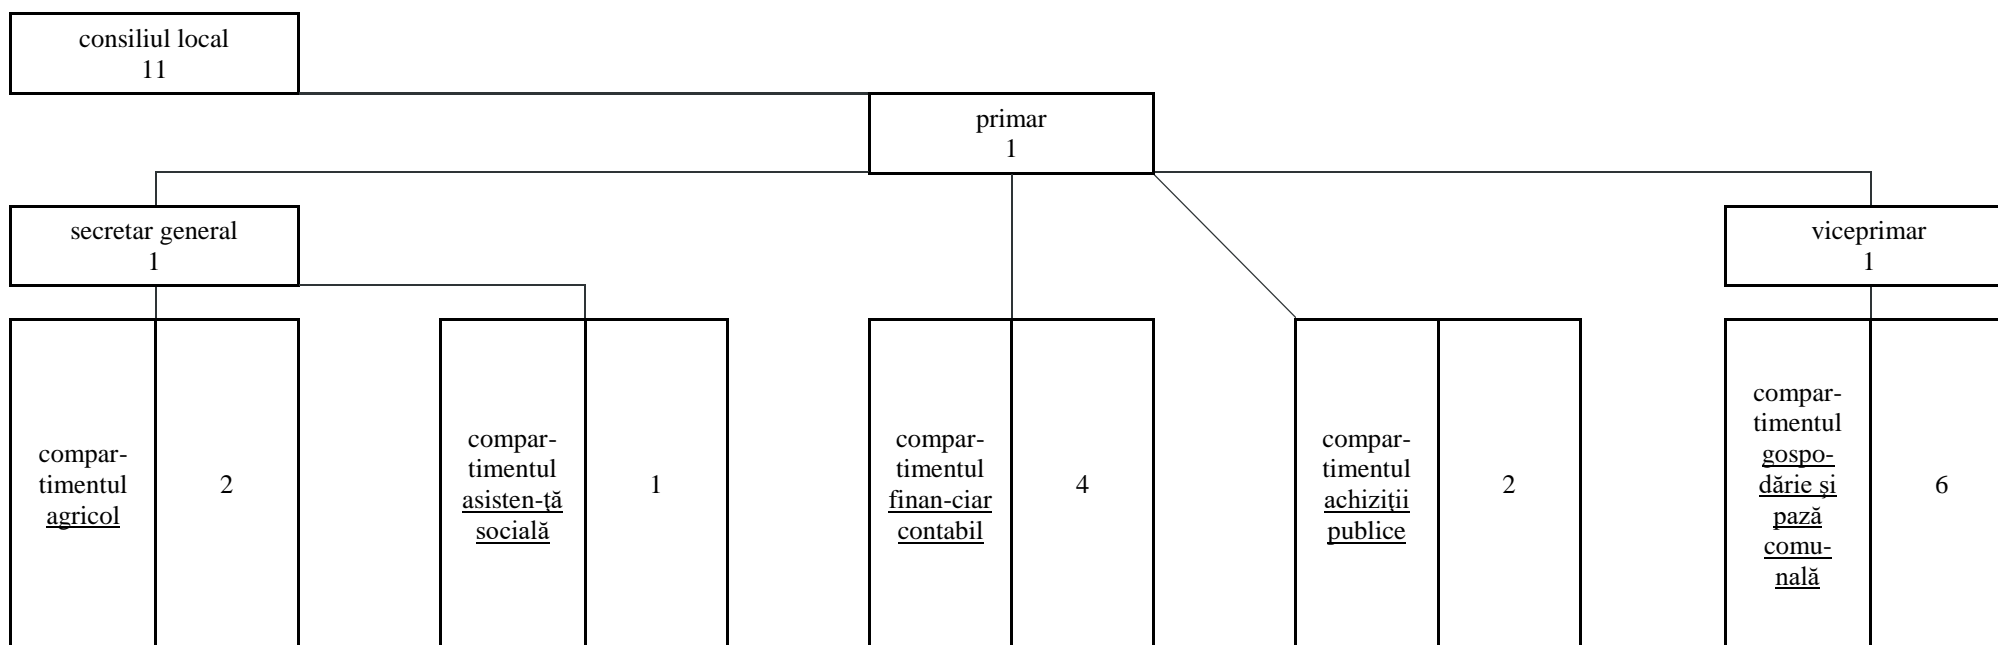 consiliul local
11
primar
1
secretar general
1
viceprimar
1
compar-
timentul
agricol
2
compar-
timentul
asisten-ţă
socială
1
compar-
timentul
finan-ciar
contabil
4
compar-
timentul
achiziţii
publice
2
compar-
timentul
gospo-
dărie şi
pază
comu-
nală
6